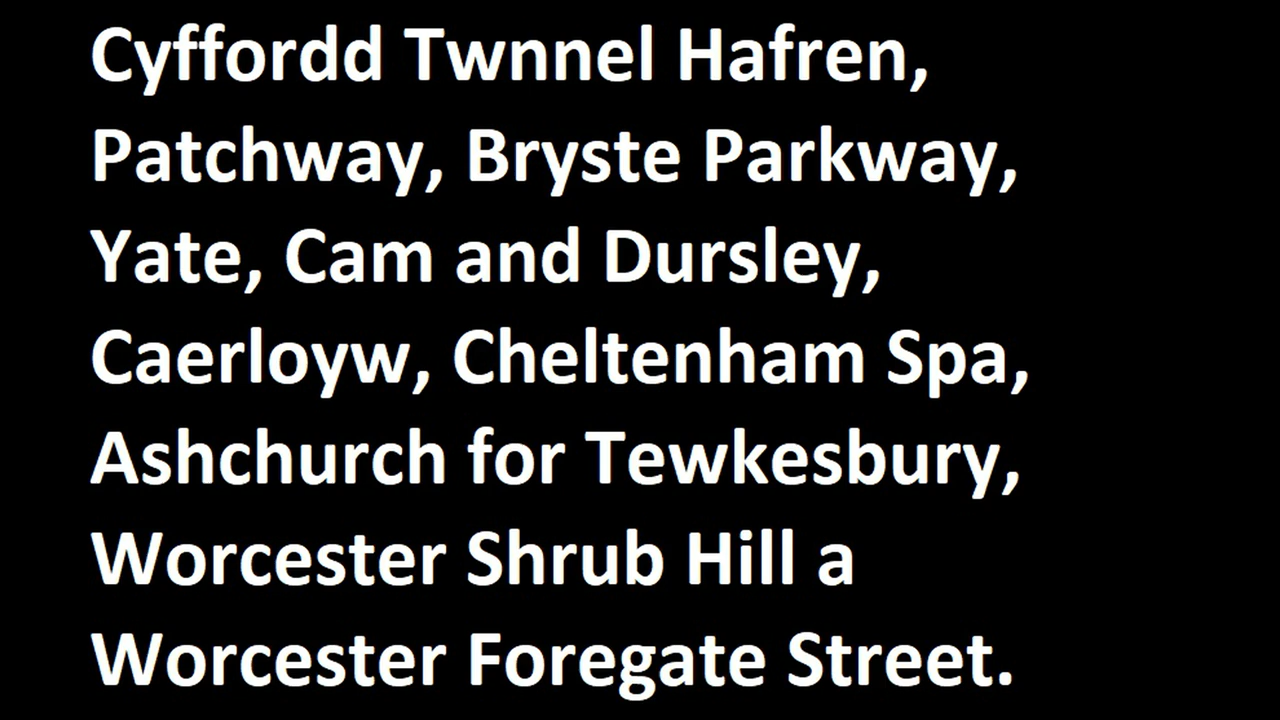 Cyffordd Twnnel Hafren,
Patchway, Bryste Parkway,
Yate, Cam and Dursley,
Caerloyw, Cheltenham Spa,
Ashchurch for Tewkesbury,
Worcester Shrub Hill a
Worcester Foregate Street.